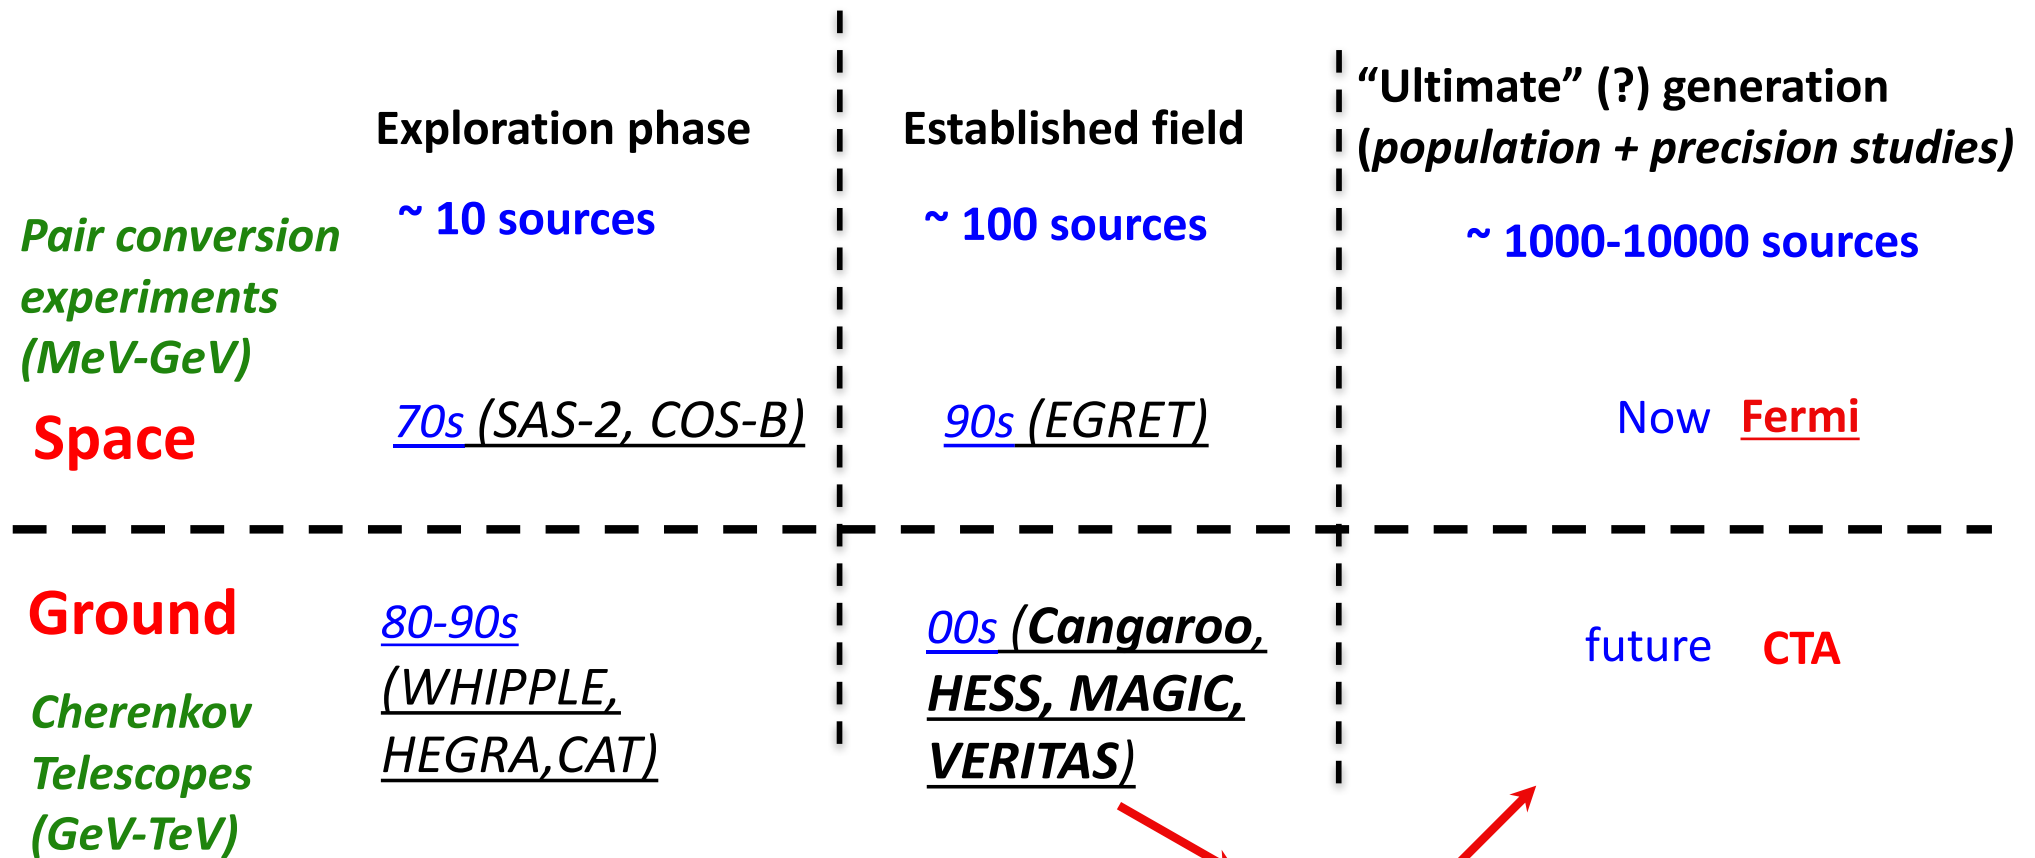 Exploration phase
Established field
“Ultimate” (?) generation
(population + precision studies)
~ 10 sources
~ 100 sources
~ 1000-10000 sources
Pair conversion
experiments
(MeV-GeV)
Space
70s (SAS-2, COS-B)
90s (EGRET)
Now Fermi
Ground
80-90s
(WHIPPLE,
HEGRA,CAT)
00s (Cangaroo,
HESS, MAGIC,
VERITAS)
future CTA
Cherenkov
Telescopes
(GeV-TeV)